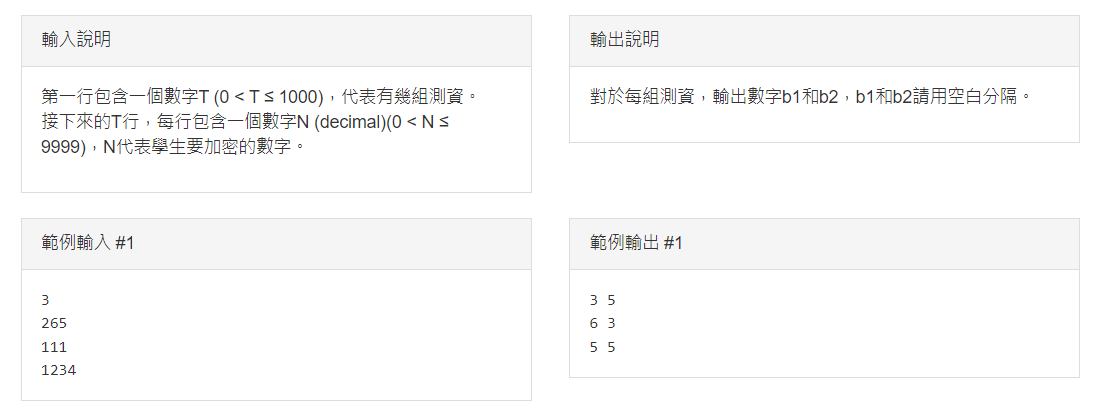 輸入說明
第一行包含一個數字T (0 < T ≤ 1000)，代表有幾組測資。
接下來的T行，每行包含一個數字N (decimal)(0 < N ≤
9999)，N代表學生要加密的數字。
輸出說明
對於每組測資，輸出數字b1和b2，b1和b2請用空白分隔。
範例輸入 #1
3
265
111
1234
範例輸出 #1
3 5
6 3
5 5